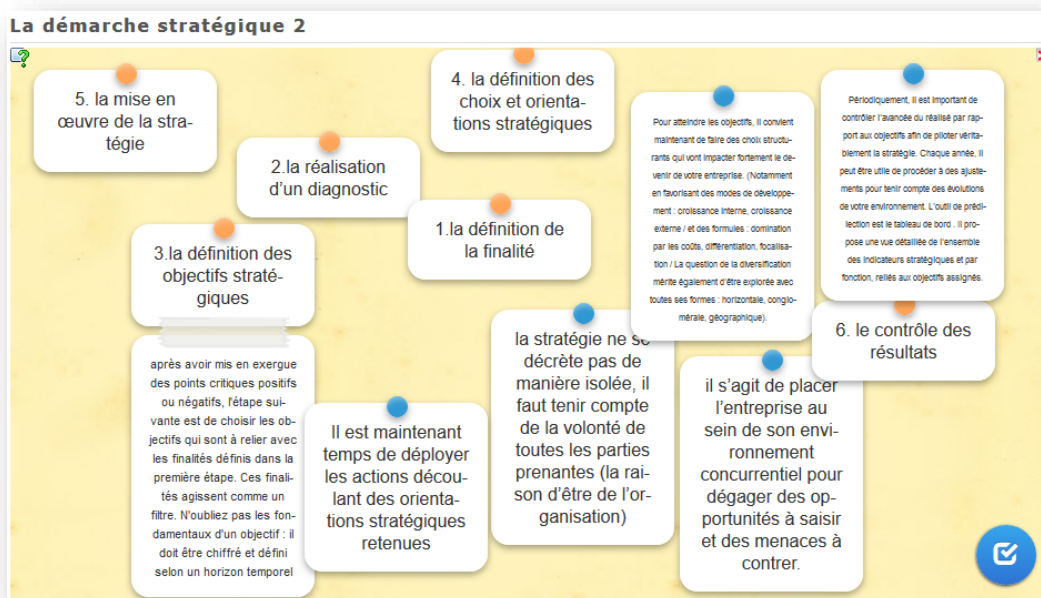 La démarche stratégique 2
5. la mise en
œuvre de la stra-
tégie
2.la réalisation
d'un diagnostic
4. la définition des
choix et orienta-
tions stratégiques
1.la définition de
la finalité
3.la définition des
objectifs straté-
giques
après avoir mis en exergue
des points critiques positifs
ou négatifs, l'étape sui-
vante est de choisir les ob-
jectifs qui sont à relier avec
les finalités définis dans la
première étape. Ces finali-
tés agissent comme un
filtre. N'oubliez pas les fon-
damentaux d'un objectif : il
doit être chiffré et défini
selon un horizon temporel
Il est maintenant
temps de déployer
les actions décou-
lant des orienta-
tions stratégiques
retenues
la stratégie ne se
décrète pas de
manière isolée, il
faut tenir compte
de la volonté de
toutes les parties
prenantes (la rai-
son d'être de l'or-
ganisation)
Pour atteindre les objectifs, il convient
maintenant de faire des choix structu-
rants qui vont impacter fortement le de-
venir de votre entreprise. (Notamment
en favorisant des modes de développe-
ment : croissance interne, croissance
externe / et des formules : domination
par les coûts, différentiation, focalisa-
tion / La question de la diversification
mérite également d'être explorée avec
toutes ses formes : horizontale, conglo-
mérale, géographique).
il s'agit de placer
l'entreprise au
sein de son envi-
ronnement
concurrentiel pour
dégager des op-
portunités à saisir
et des menaces à
contrer.
Périodiquement, il est important de
contrôler l'avancée du réalisé par rap-
port aux objectifs afin de piloter vérita-
blement la stratégie. Chaque année, il
peut être utile de procéder à des ajuste-
ments pour tenir compte des évolutions
de votre environnement. L'outil de prédi-
lection est le tableau de bord . Il pro-
pose une vue détaillée de l'ensemble
des indicateurs stratégiques et par
fonction, reliés aux objectifs assignés.
6. le contrôle des
résultats